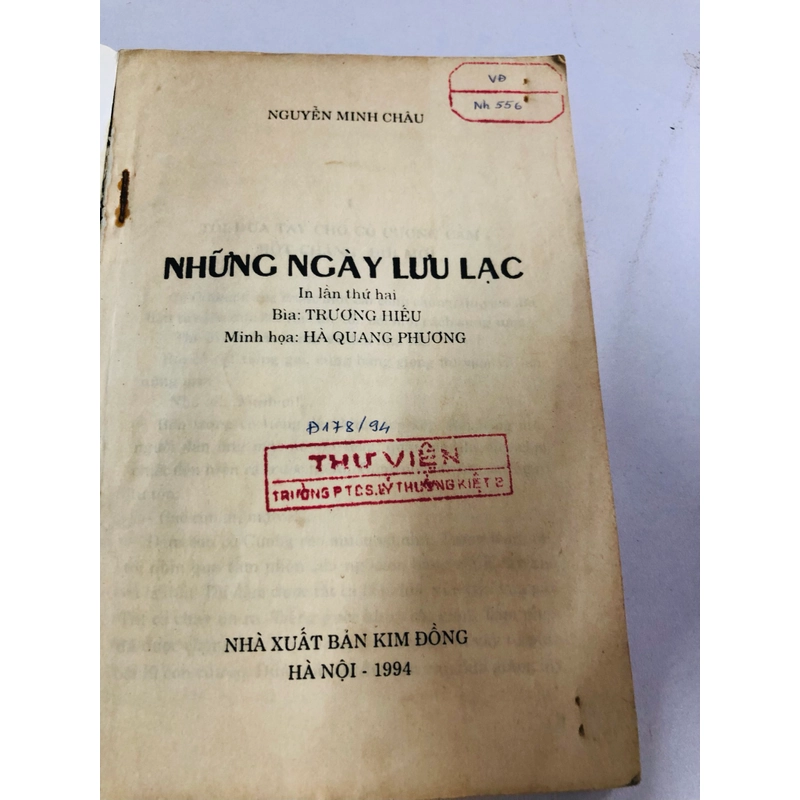 VĐ
Nh 556
NGUYỄN MINH CHÂU
NHỮNG NGÀY LƯU LẠC
In lần thứ hai
Bìa: TRƯƠNG HIẾU
Minh họa: HÀ QUANG PHƯƠNG
Đ178/94
THƯ VIỆN
TRƯỜNG PTCS.LÝ THƯỜNG KIỆT 2
NHÀ XUẤT BẢN KIM ĐỒNG
HÀ NỘI - 1994